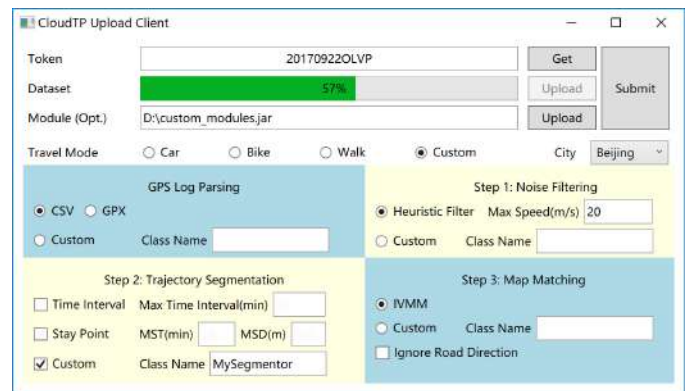 CloudTP Upload Client
Token 20170922OLVP Get
Dataset 57% Upload Submit
Module (Opt.) D:\custom_modules.jar Upload
Travel Mode Car Bike Walk Custom City Beijing
GPS Log Parsing
CSV GPX
Custom Class Name
Step 1: Noise Filtering
Heuristic Filter Max Speed(m/s) 20
Custom Class Name
Step 2: Trajectory Segmentation
Time Interval Max Time Interval(min)
Stay Point MST(min) MSD(m)
Custom Class Name MySegmentor
Step 3: Map Matching
IVMM
Custom Class Name
Ignore Road Direction